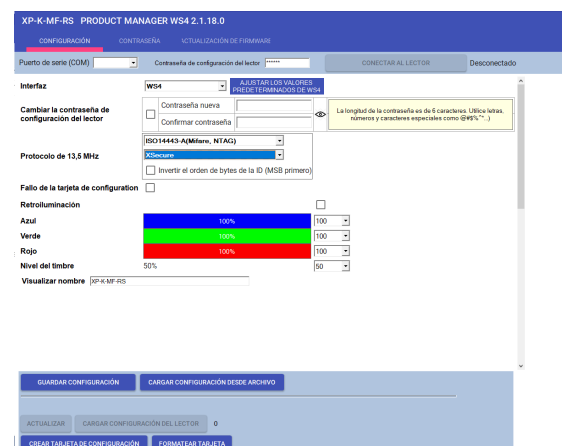 XP-K-MF-RS PRODUCT MANAGER WS4 2.1.18.0
CONFIGURACIÓN CONTRASEÑA ACTUALIZACIÓN DE FIRMWARE
Puerto de serie (COM) Contraseña de configuración del lector ****** CONECTAR AL LECTOR Desconectado
Interfaz WS4 AJUSTAR LOS VALORES PREDETERMINADOS DE WS4
Cambiar la contraseña de configuración del lector
Contraseña nueva
Confirmar contraseña
La longitud de la contraseña es de 6 caracteres. Utilice letras,
números y caracteres especiales como
ISO14443-A(Mifare, NTAG)
Protocolo de 13,5 MHz
XSecure
Invertir el orden de bytes de la ID (MSB primero)
Fallo de la tarjeta de configuration
Retroiluminación
Azul 100% 100
Verde 100% 100
Rojo 100% 100
Nivel del timbre 50% 50
Visualizar nombre XP-K-MF-RS
GUARDAR CONFIGURACIÓN CARGAR CONFIGURACIÓN DESDE ARCHIVO
ACTUALIZAR CARGAR CONFIGURACIÓN DEL LECTOR 0
CREAR TARJETA DE CONFIGURACIÓN FORMATEAR TARJETA